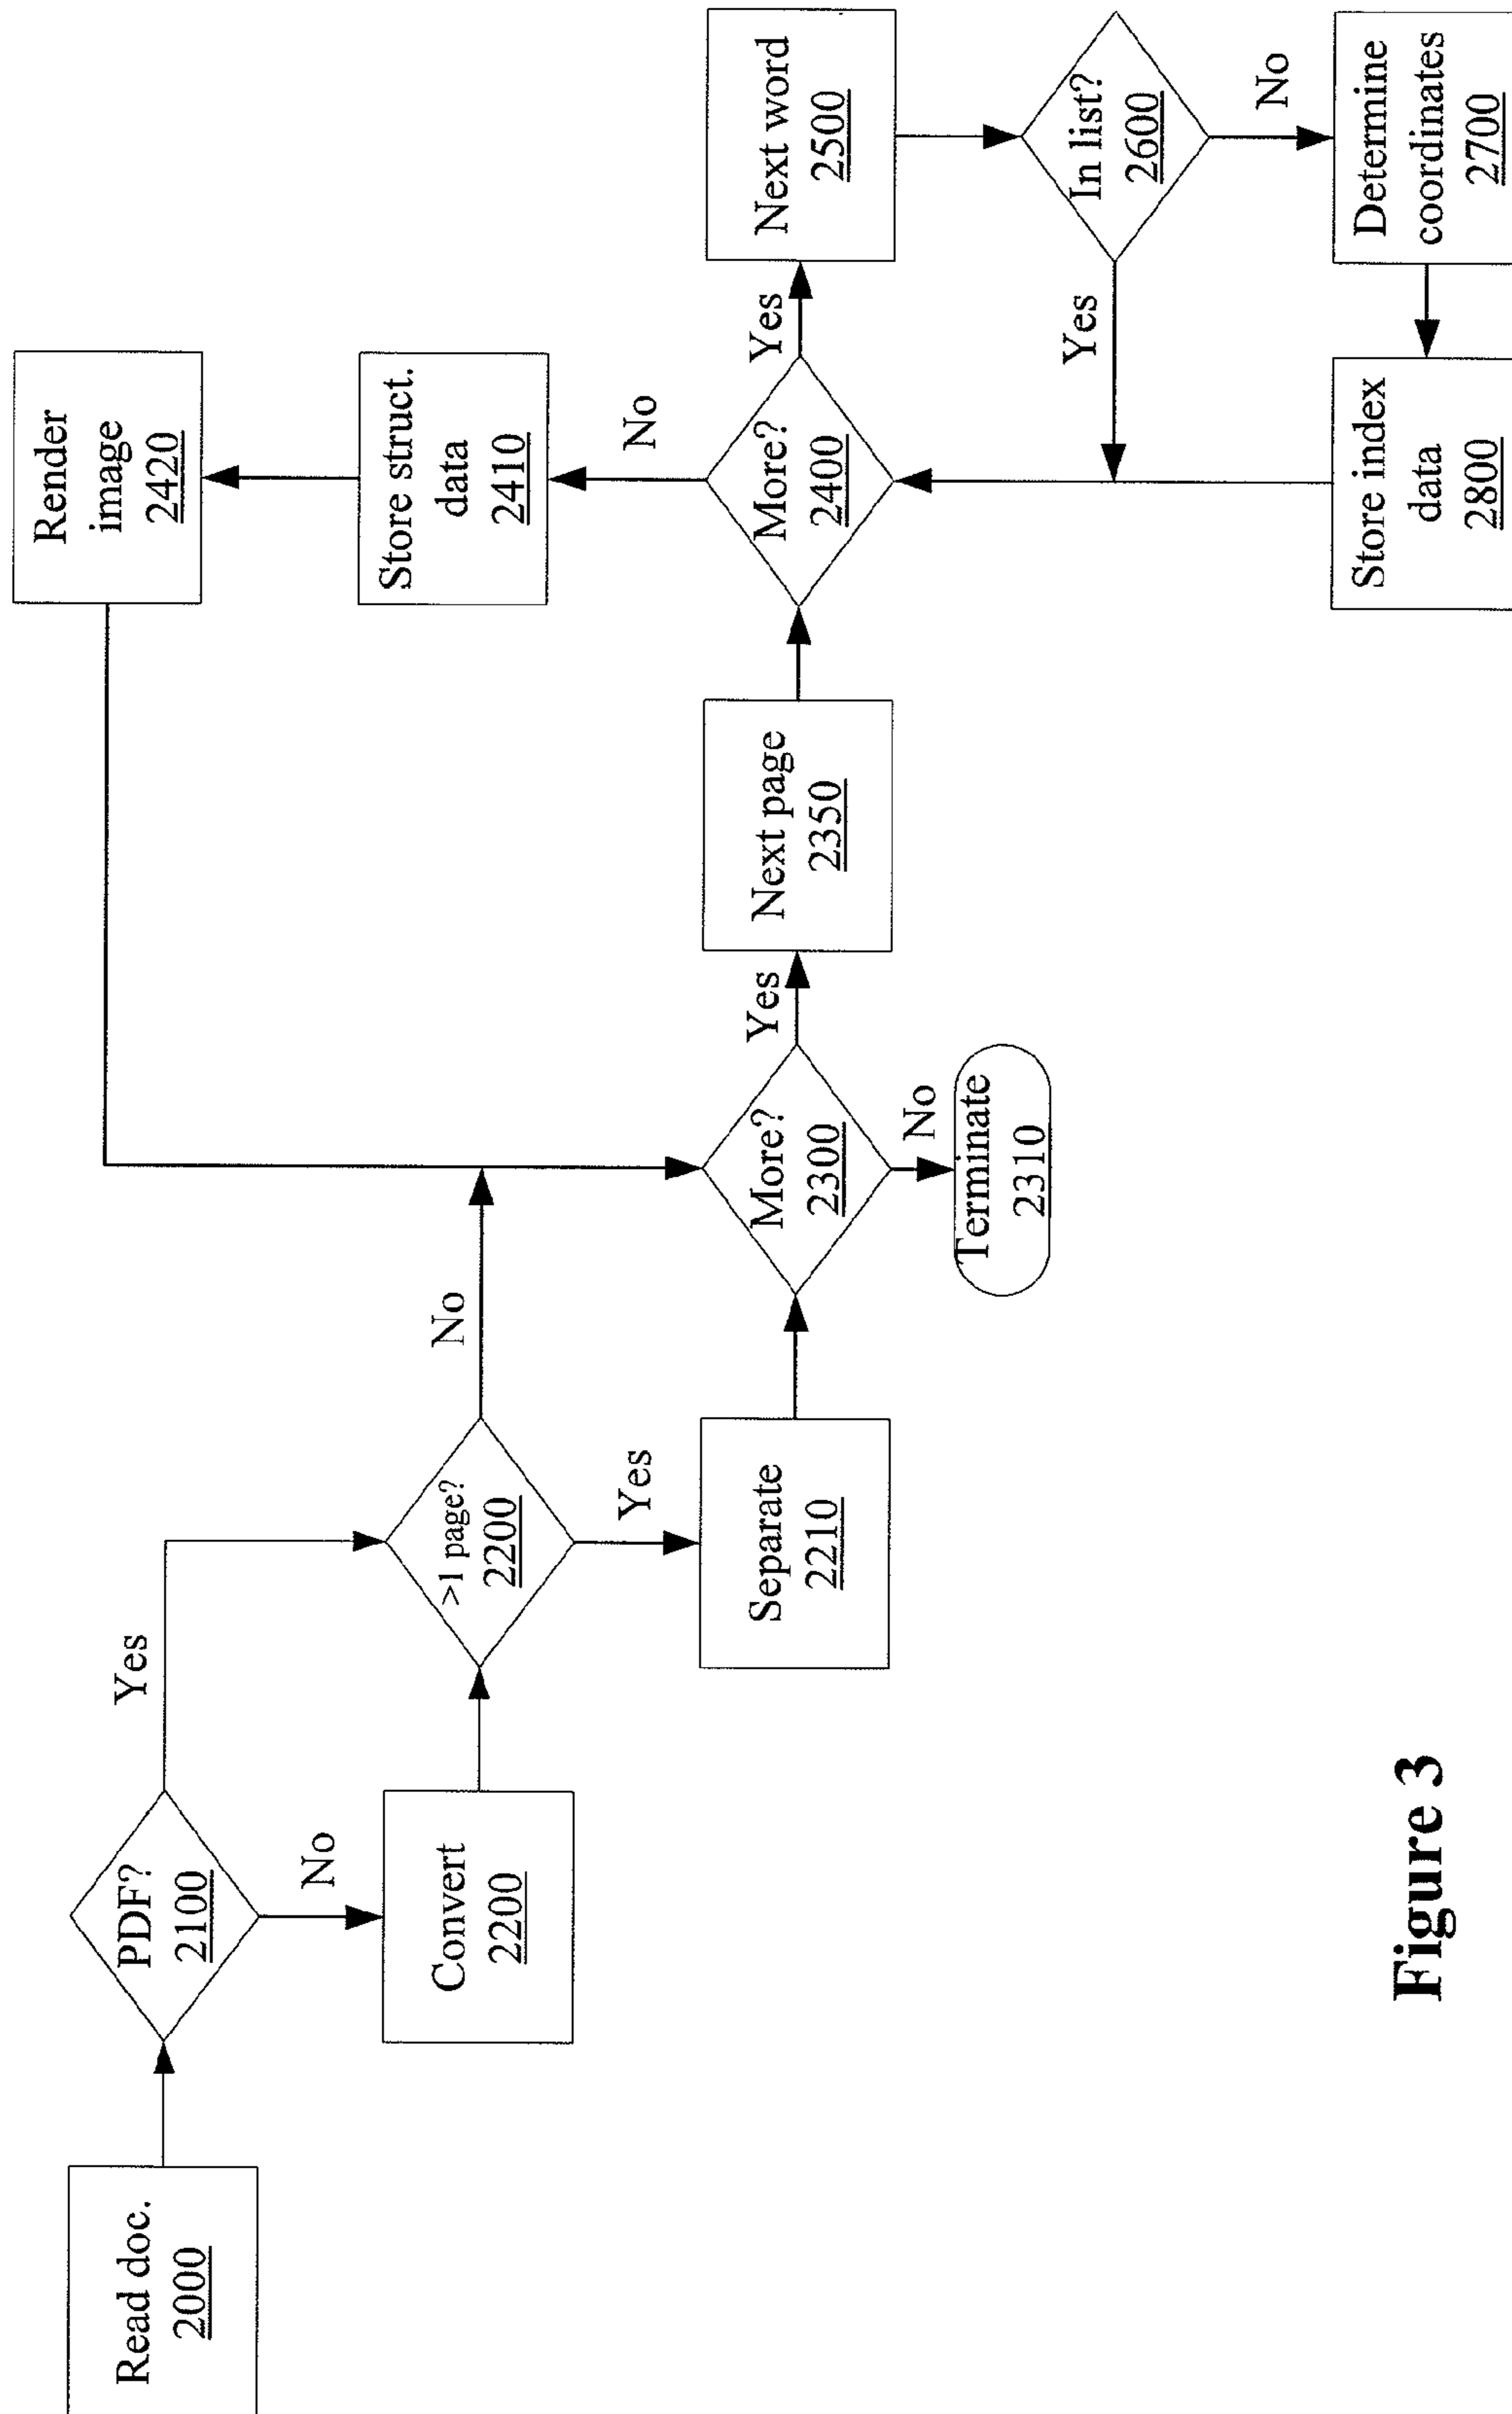 Read doc.
2000
PDF?
2100
Yes
No
Convert
2200
>1 page?
2200
No
Yes
Separate
2210
More?
2300
No
Terminate
2310
Yes
Next page
2350
More?
2400
No
Store struct.
data
2410
Render
image
2420
Yes
Next word
2500
In list?
2600
Yes
No
Determine
coordinates
2700
Store index
data
2800
Figure 3